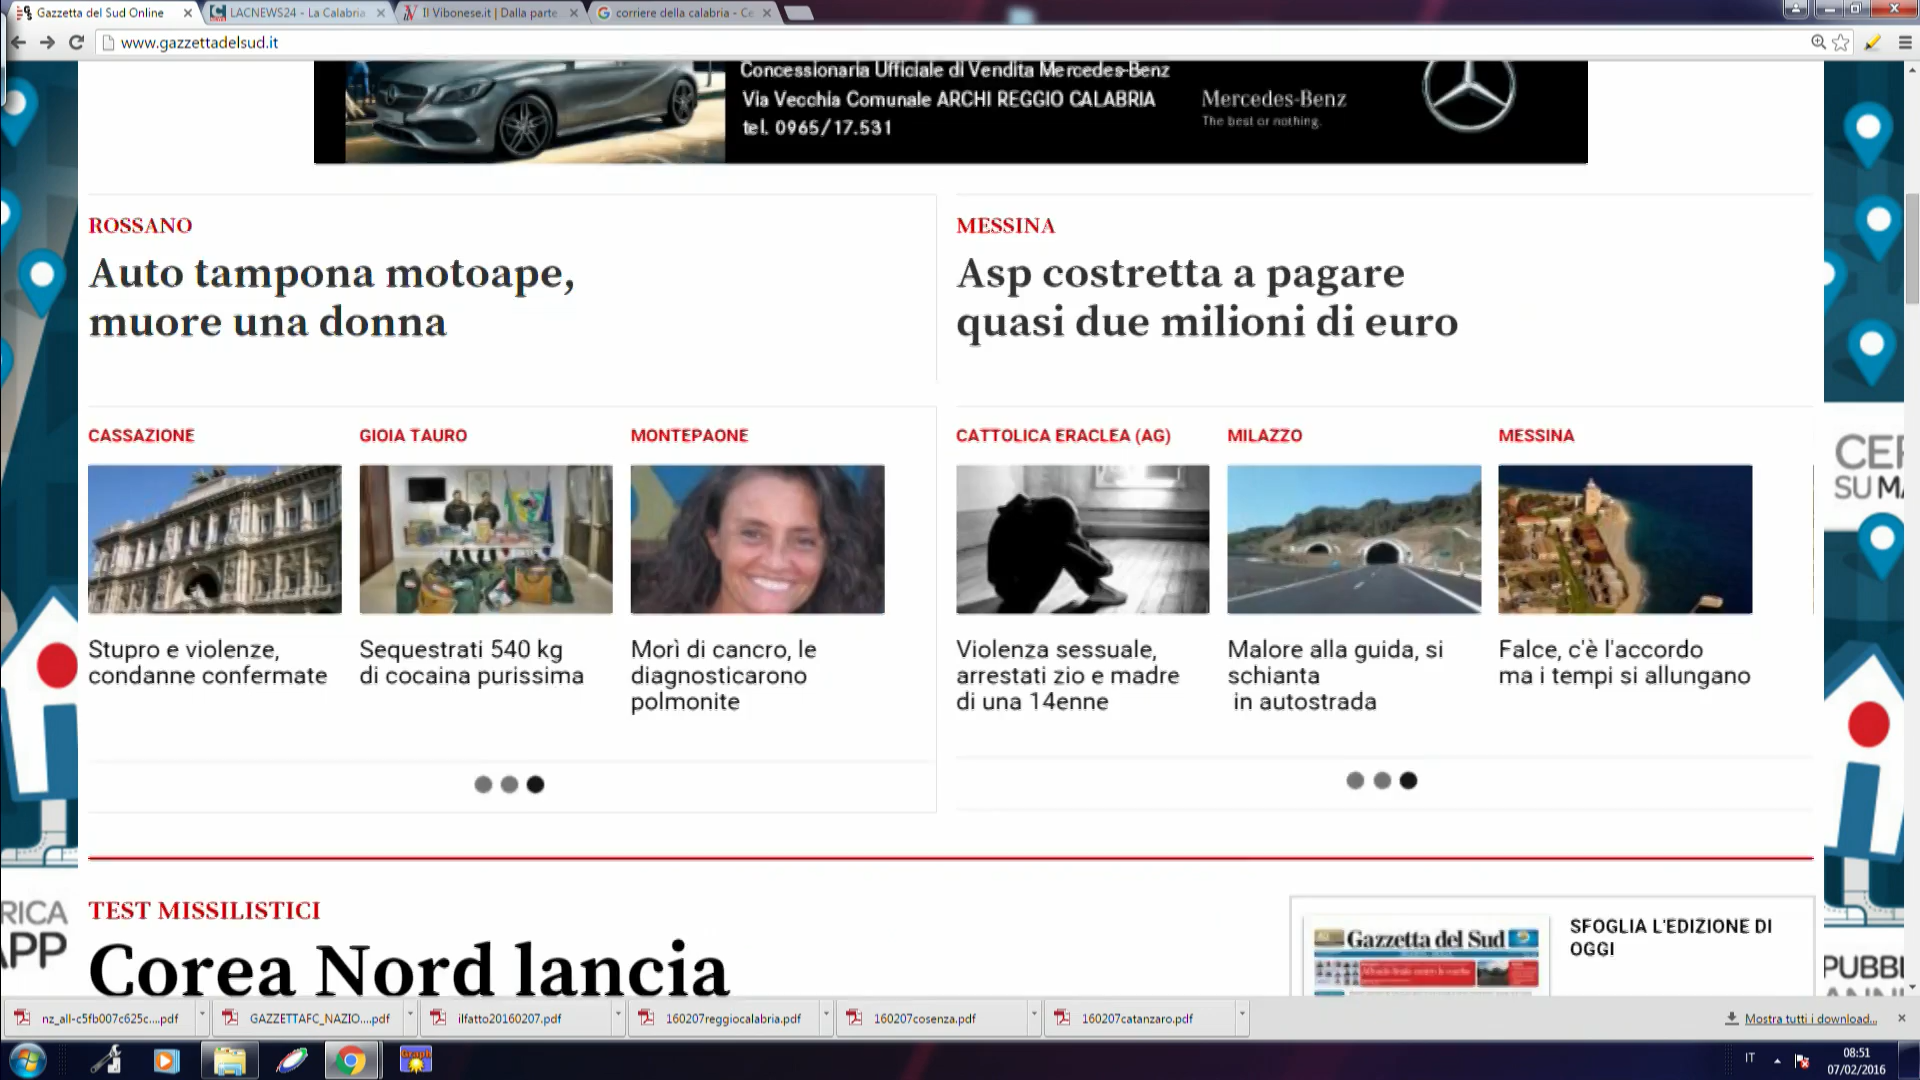 Gazzetta del Sud Online
LACNEWS24 - La Calabria
Il Vibonese.it | Dalla parte
corriere della calabria - Ce
www.gazzettadelsud.it
Concessionaria Ufficiale di Vendita Mercedes-Benz
Via Vecchia Comunale ARCHI REGGIO CALABRIA
tel. 0965/17.531
Mercedes-Benz
The best or nothing.
ROSSANO
Auto tampona motoape,
muore una donna
MESSINA
Asp costretta a pagare
quasi due milioni di euro
CASSAZIONE
Stupro e violenze,
condanne confermate
GIOIA TAURO
Sequestrati 540 kg
di cocaina purissima
MONTEPAONE
Morì di cancro, le
diagnosticarono
polmonite
CATTOLICA ERACLEA (AG)
Violenza sessuale,
arrestati zio e madre
di una 14enne
MILAZZO
Malore alla guida, si
schianta
in autostrada
MESSINA
Falce, c'è l'accordo
ma i tempi si allungano
CER
SU MA
RICA
APP
PUBBI
TEST MISSILISTICI
Corea Nord lancia
Gazzetta del Sud
SFOGLIA L'EDIZIONE DI
OGGI
nz_all-c5fb007c625c....pdf
GAZZETTAFC_NAZIO....pdf
ilfatto20160207.pdf
160207reggiocalabria.pdf
160207cosenza.pdf
160207catanzaro.pdf
Mostra tutti i download...
Graph
IT
08:51
07/02/2016